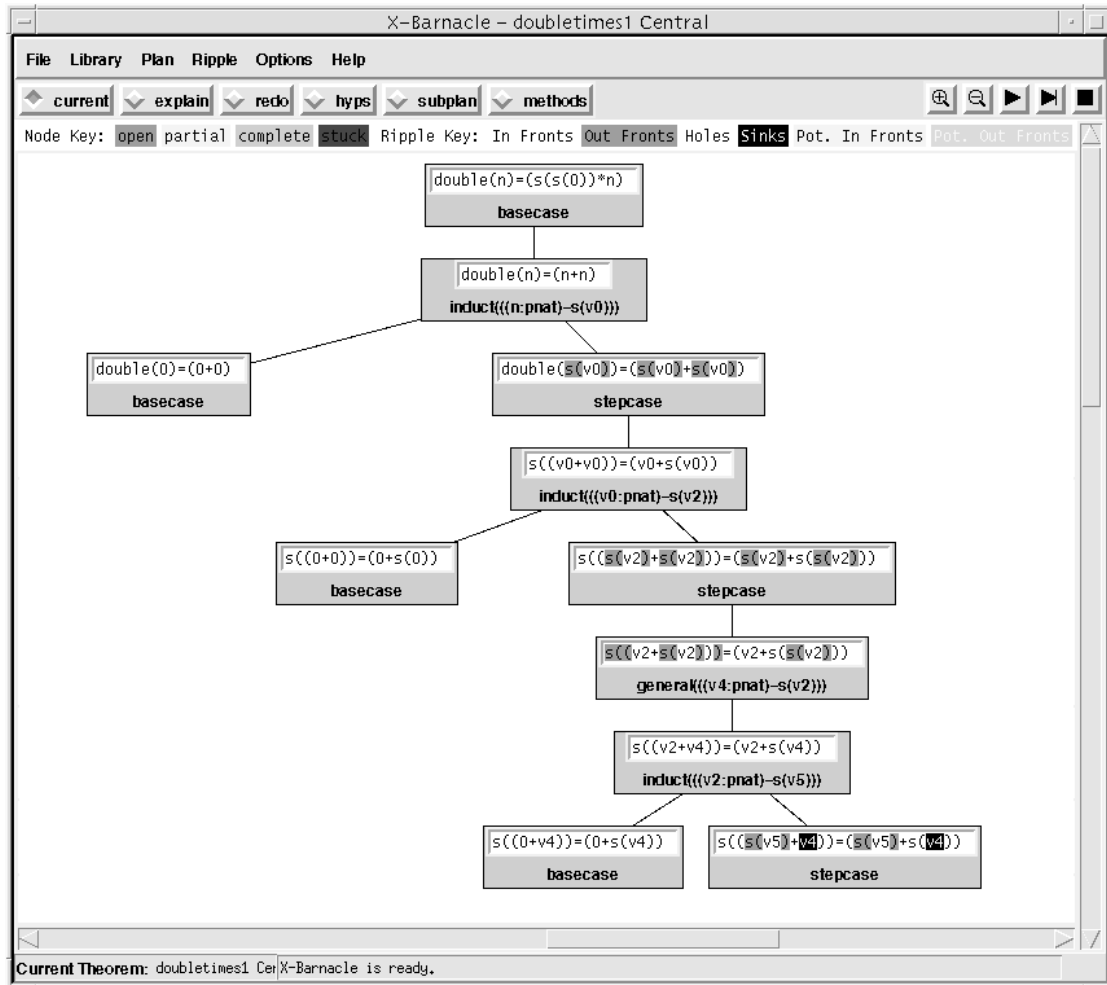 X-Barnacle – doubletimes1 Central
File Library Plan Ripple Options Help
current explain redo hyps subplan methods
Node Key: open partial complete stuck Ripple Key: In Fronts Out Fronts Holes Sinks Pot. In Fronts Pot. Out Fronts
double(n)=(s(s(0))*n)
basecase
double(n)=(n+n)
induct(((n:pnat)–s(v0)))
double(0)=(0+0) double(s(v0))=(s(v0)+s(v0))
basecase stepcase
s((v0+v0))=(v0+s(v0))
induct(((v0:pnat)–s(v2)))
s((0+0))=(0+s(0)) s((s(v2)+s(v2)))=(s(v2)+s(s(v2)))
basecase stepcase
s((v2+s(v2)))=(v2+s(s(v2)))
general(((v4:pnat)–s(v2)))
s((v2+v4))=(v2+s(v4))
induct(((v2:pnat)–s(v5)))
s((0+v4))=(0+s(v4)) s((s(v5)+v4))=(s(v5)+s(v4))
basecase stepcase
Current Theorem: doubletimes1 Cer X-Barnacle is ready.